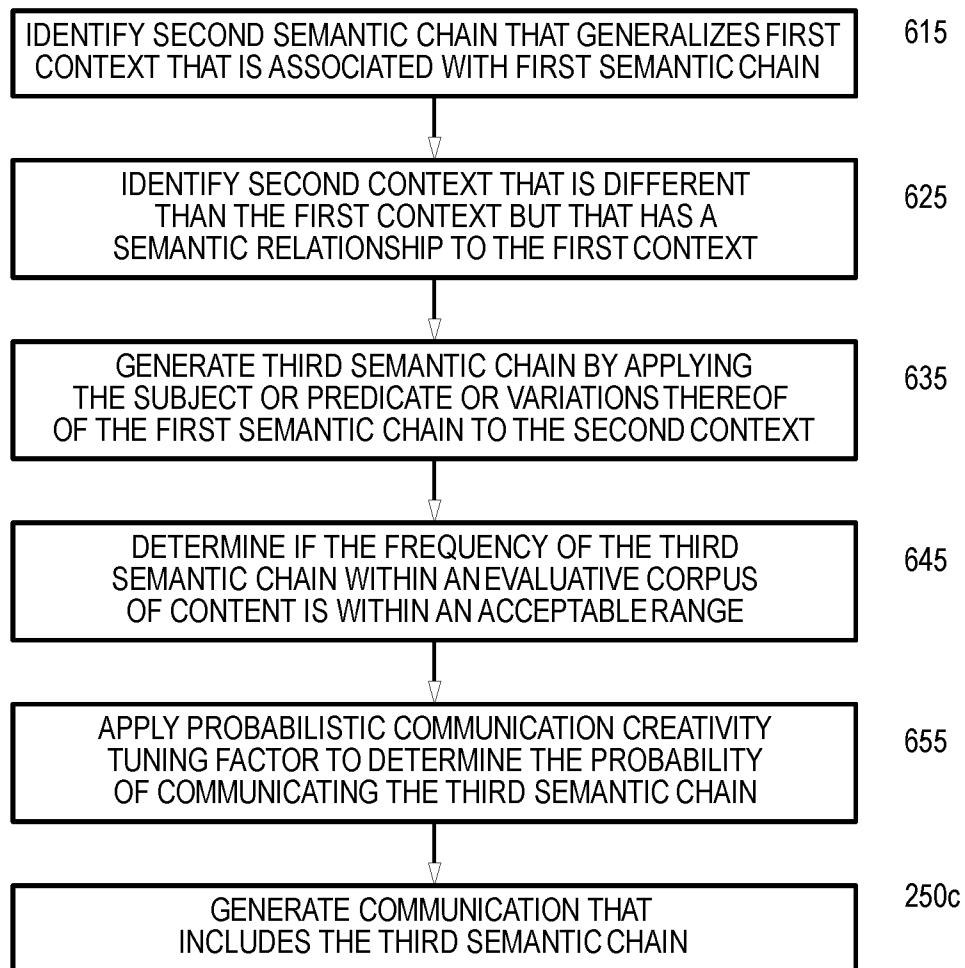 IDENTIFY SECOND SEMANTIC CHAIN THAT GENERALIZES FIRST
CONTEXT THAT IS ASSOCIATED WITH FIRST SEMANTIC CHAIN
615
IDENTIFY SECOND CONTEXT THAT IS DIFFERENT
THAN THE FIRST CONTEXT BUT THAT HAS A
SEMANTIC RELATIONSHIP TO THE FIRST CONTEXT
625
GENERATE THIRD SEMANTIC CHAIN BY APPLYING
THE SUBJECT OR PREDICATE OR VARIATIONS THEREOF
OF THE FIRST SEMANTIC CHAIN TO THE SECOND CONTEXT
635
DETERMINE IF THE FREQUENCY OF THE THIRD
SEMANTIC CHAIN WITHIN AN EVALUATIVE CORPUS
OF CONTENT IS WITHIN AN ACCEPTABLE RANGE
645
APPLY PROBABILISTIC COMMUNICATION CREATIVITY
TUNING FACTOR TO DETERMINE THE PROBABILITY
OF COMMUNICATING THE THIRD SEMANTIC CHAIN
655
GENERATE COMMUNICATION THAT
INCLUDES THE THIRD SEMANTIC CHAIN
250c